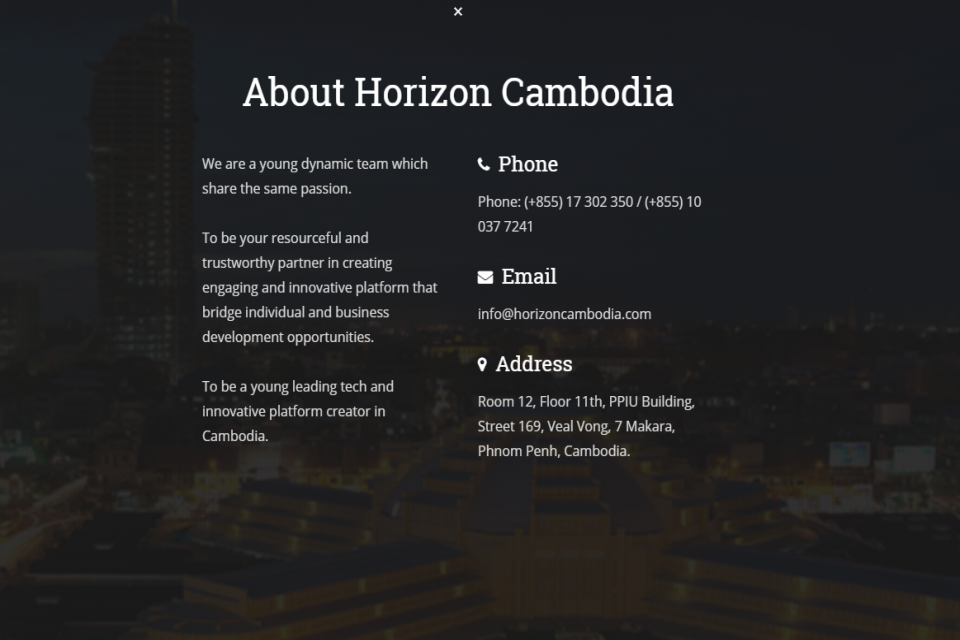 ×
About Horizon Cambodia
We are a young dynamic team which
share the same passion.
To be your resourceful and
trustworthy partner in creating
engaging and innovative platform that
bridge individual and business
development opportunities.
To be a young leading tech and
innovative platform creator in
Cambodia.
Phone
Phone: (+855) 17 302 350 / (+855) 10
037 7241
Email
info@horizoncambodia.com
Address
Room 12, Floor 11th, PPIU Building,
Street 169, Veal Vong, 7 Makara,
Phnom Penh, Cambodia.